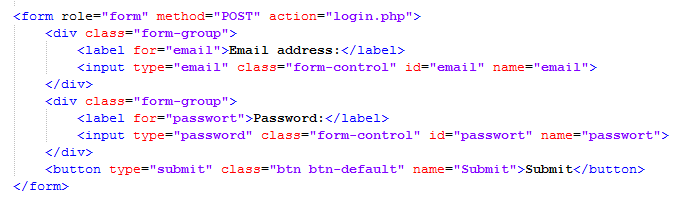 <form role="form" method="POST" action="login.php">
<div class="form-group">
<label for="email">Email address:</label>
<input type="email" class="form-control" id="email" name="email">
</div>
<div class="form-group">
<label for="passwort">Password:</label>
<input type="password" class="form-control" id="passwort" name="passwort">
</div>
<button type="submit" class="btn btn-default" name="Submit">Submit</button>
</form>